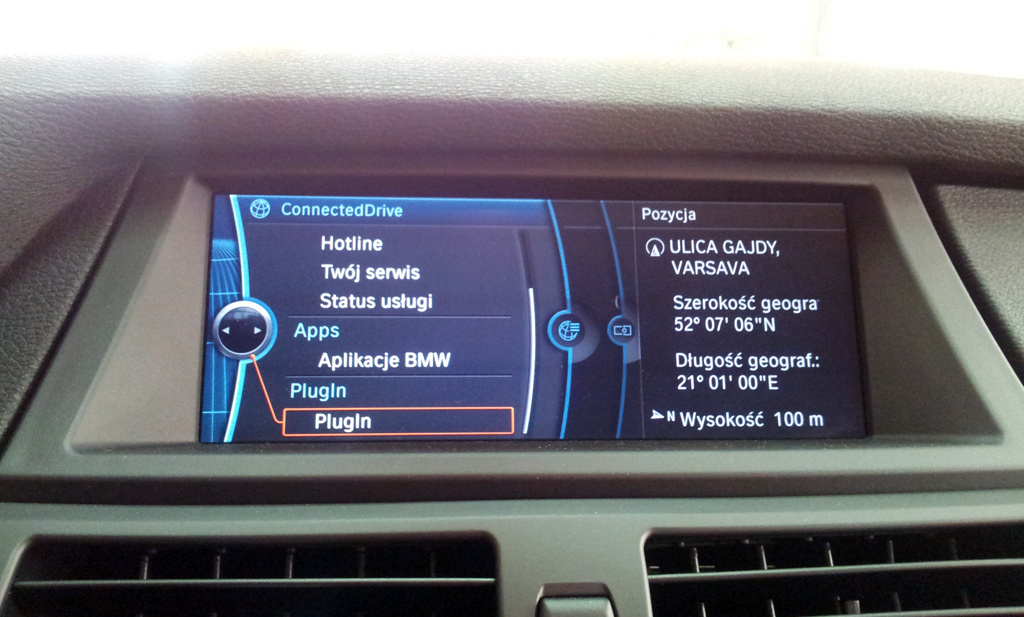 ConnectedDrive
Hotline
Twój serwis
Status usługi
Apps
Aplikacje BMW
PlugIn
PlugIn
Pozycja
ULICA GAJDY,
VARSAVA
Szerokość geogra
52° 07' 06"N
Długość geograf.:
21° 01' 00"E
N Wysokość 100 m